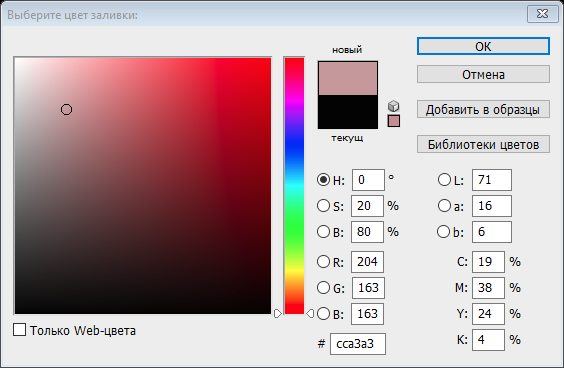 Выберите цвет заливки:
новый
текущ
ОК
Отмена
Добавить в образцы
Библиотеки цветов
H: 0 °
S: 20 %
B: 80 %
R: 204
G: 163
B: 163
# cca3a3
L: 71
a: 16
b: 6
C: 19 %
M: 38 %
Y: 24 %
K: 4 %
Только Web-цвета